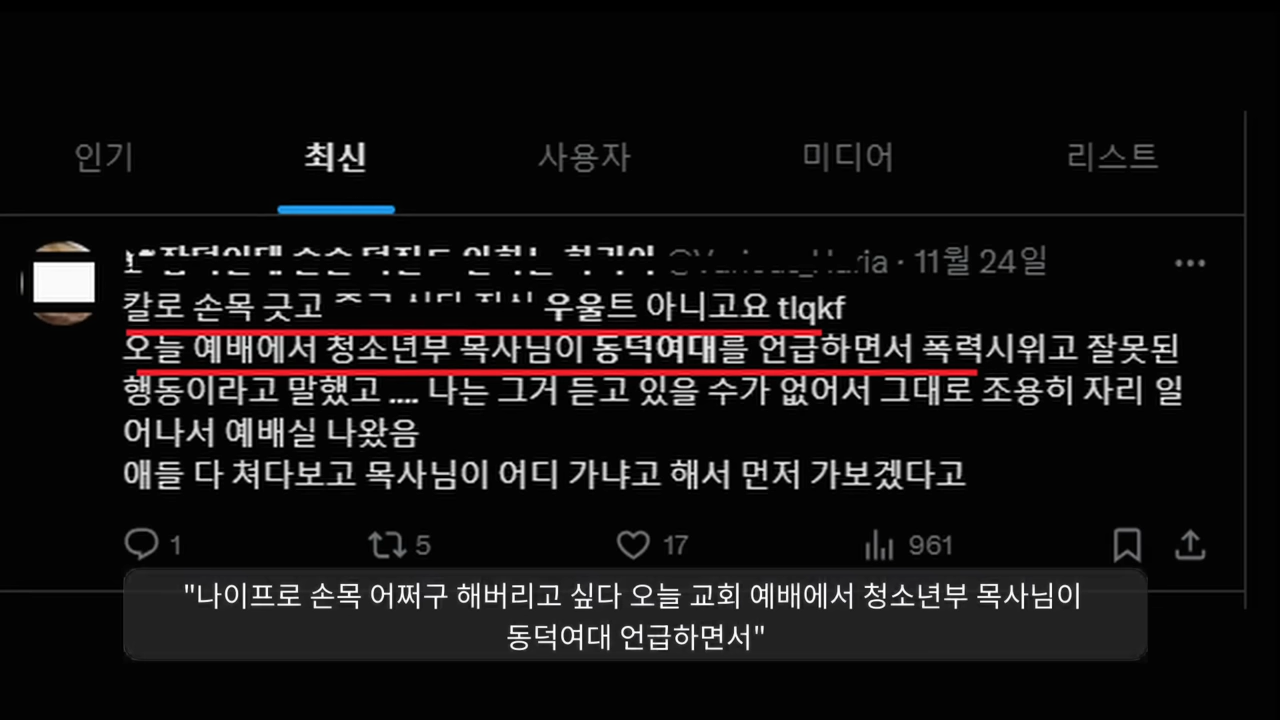 인기
최신
사용자
미디어
리스트
· 11월 24일
칼로 손목 긋고 우울트 아니고요 tlqkf
오늘 예배에서 청소년부 목사님이 동덕여대를 언급하면서 폭력시위고 잘못된
행동이라고 말했고 .... 나는 그거 듣고 있을 수가 없어서 그대로 조용히 자리 일
어나서 예배실 나왔음
애들 다 쳐다보고 목사님이 어디 가냐고 해서 먼저 가보겠다고
1
5
17
961
"나이프로 손목 어쩌구 해버리고 싶다 오늘 교회 예배에서 청소년부 목사님이
동덕여대 언급하면서"